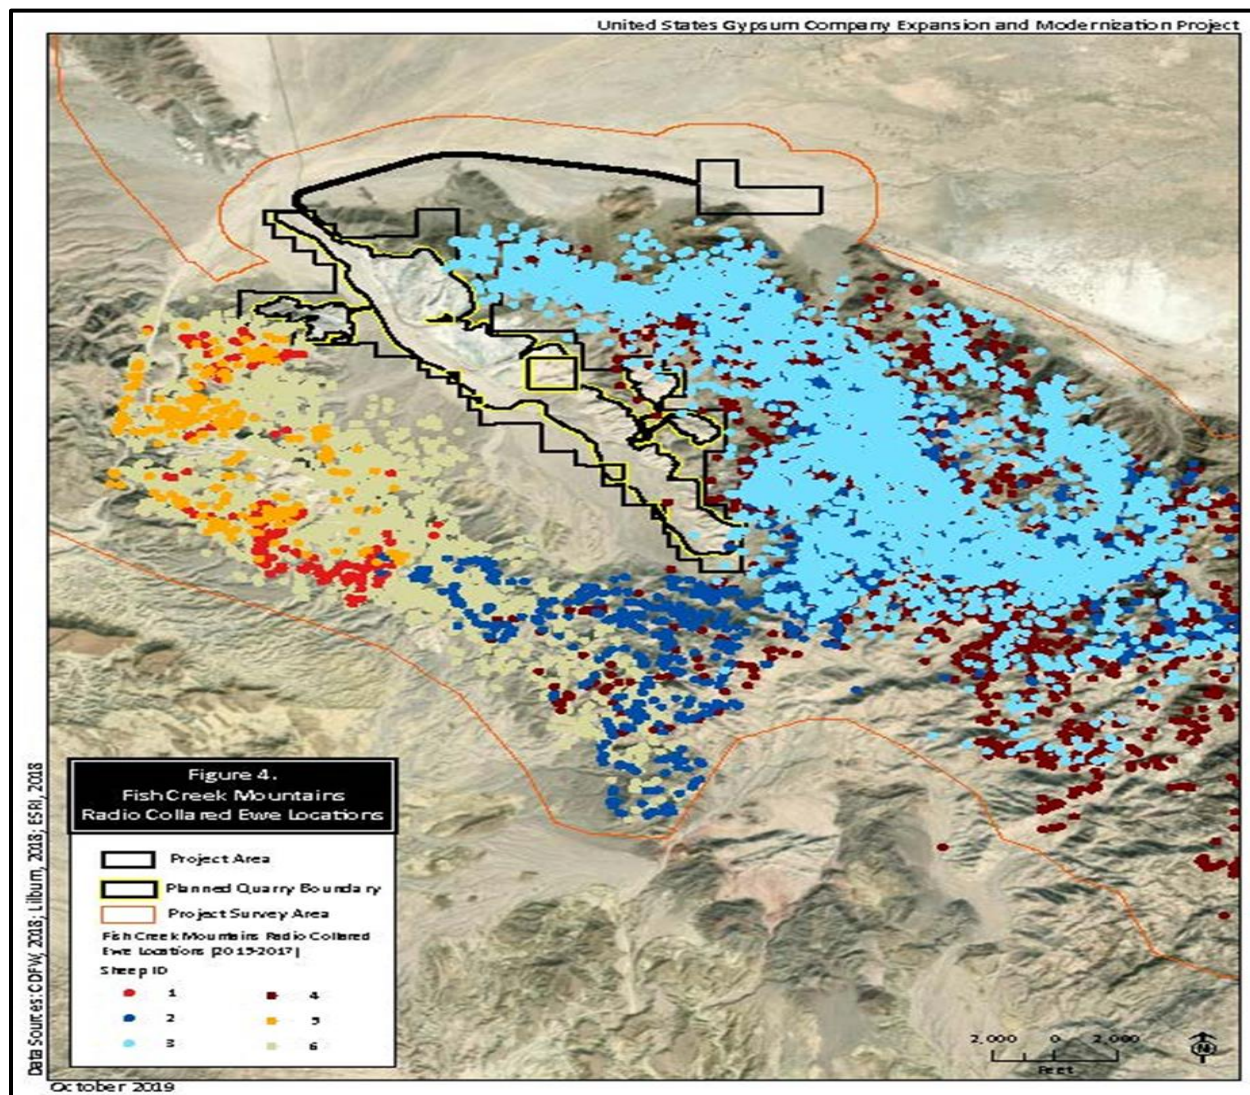 United States Gypsum Company Expansion and Modernization Project
Figure 4.
Fish Creek Mountains
Radio Collared Ewe Locations
Project Area
Planned Quarry Boundary
Project Survey Area
Fish Creek Mountains Radio Collared
Ewe Locations (2015-2017)
Sheep ID
1
4
2
5
3
6
2,000 0 2,000
Feet
N
Data Sources: CDFW, 2018; Lilburn, 2018; ESRI, 2018
October 2019